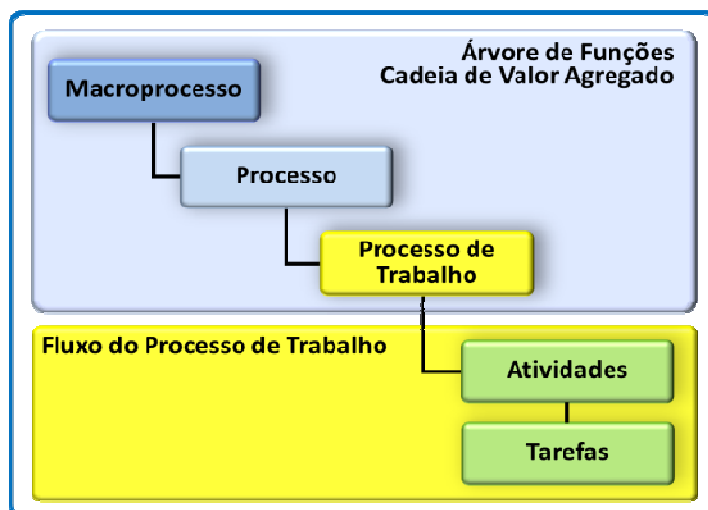 Árvore de Funções
Cadeia de Valor Agregado
Macroprocesso
Processo
Processo de
Trabalho
Fluxo do Processo de Trabalho
Atividades
Tarefas